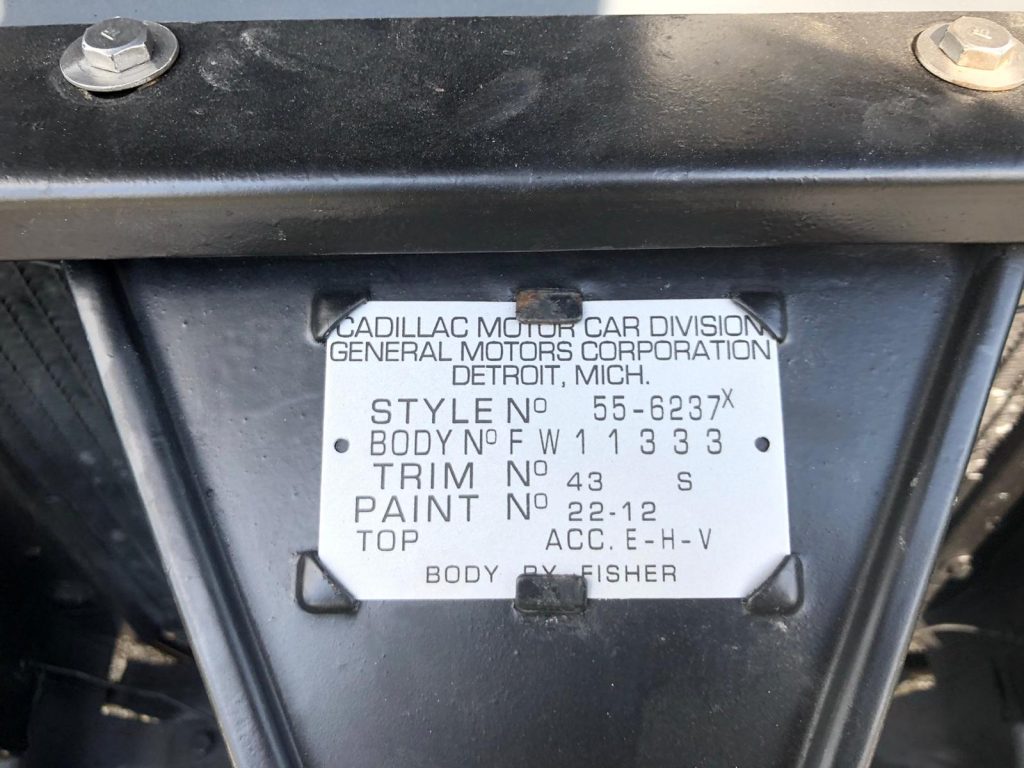 CADILLAC MOTOR CAR DIVISION
GENERAL MOTORS CORPORATION
DETROIT, MICH.
STYLE Nº 55-6237X
BODY Nº F W 1 1 3 3 3
TRIM Nº 43 S
PAINT Nº 22-12
TOP ACC. E-H-V
BODY BY FISHER